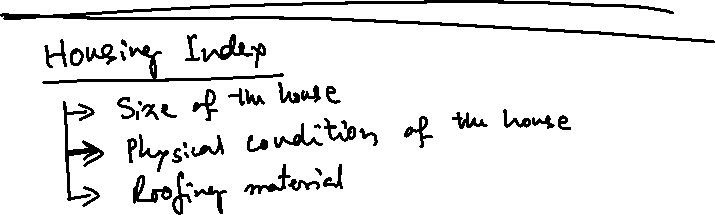 Housing Index
Size of the house
Physical condition of the house
Roofing material